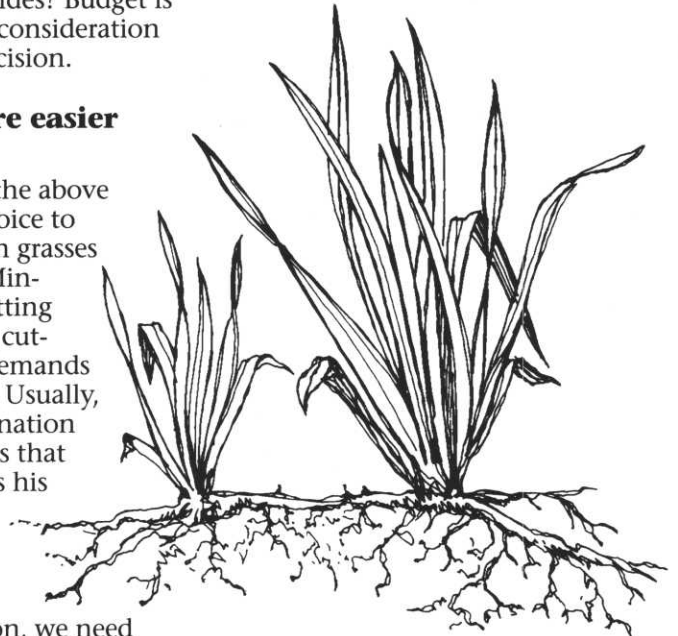 ides? Budget is
consideration
cision.
re easier
the above
oice to
n grasses
Min-
tting
cut-
emands
Usually,
nation
s that
s his
on, we need